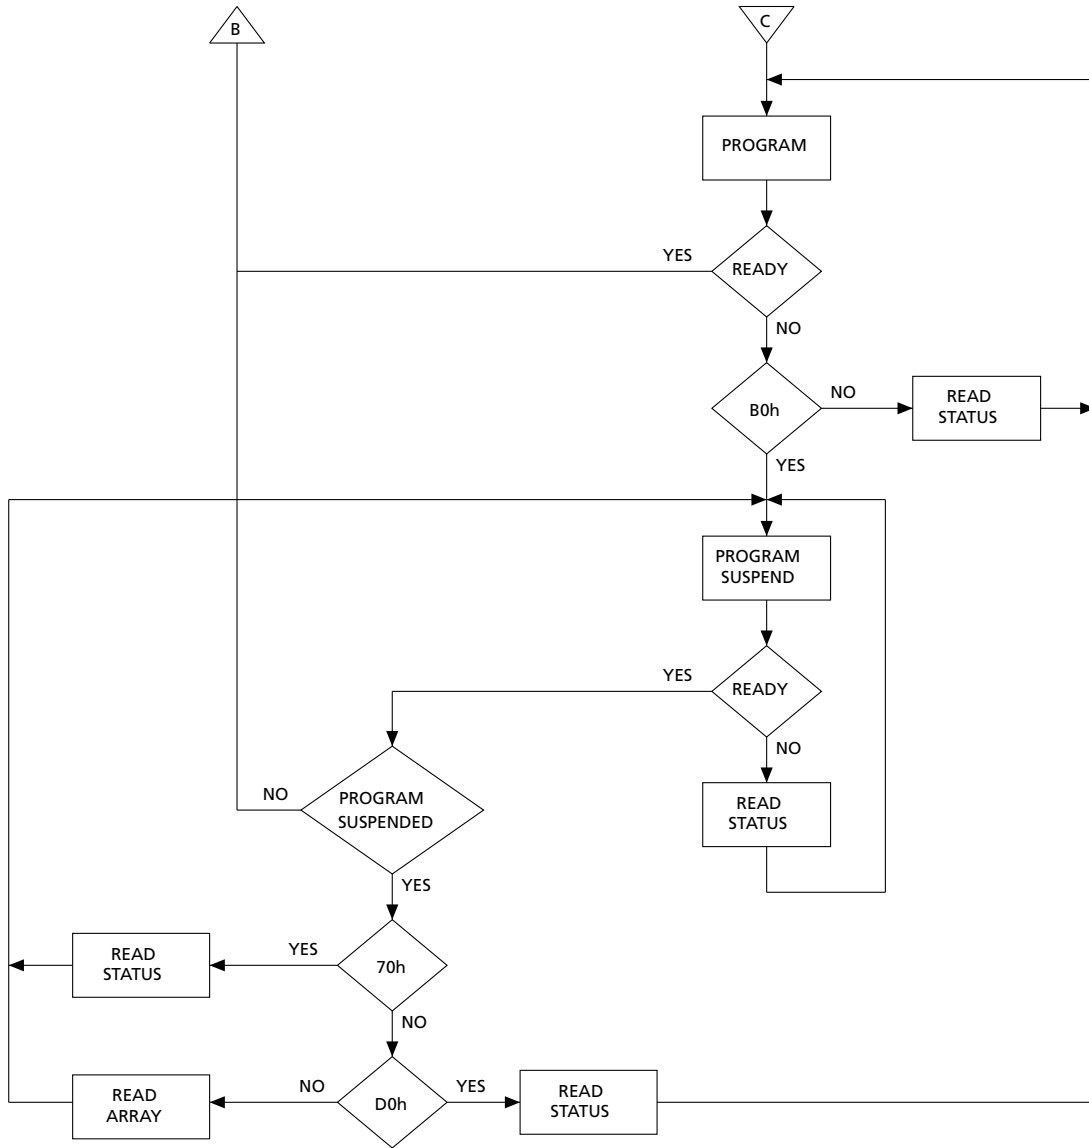 B
C
PROGRAM
YES
READY
NO
B0h
NO
READ
STATUS
YES
PROGRAM
SUSPEND
YES
READY
NO
NO
PROGRAM
SUSPENDED
READ
STATUS
YES
READ
STATUS
YES
70h
NO
READ
ARRAY
NO
D0h
YES
READ
STATUS